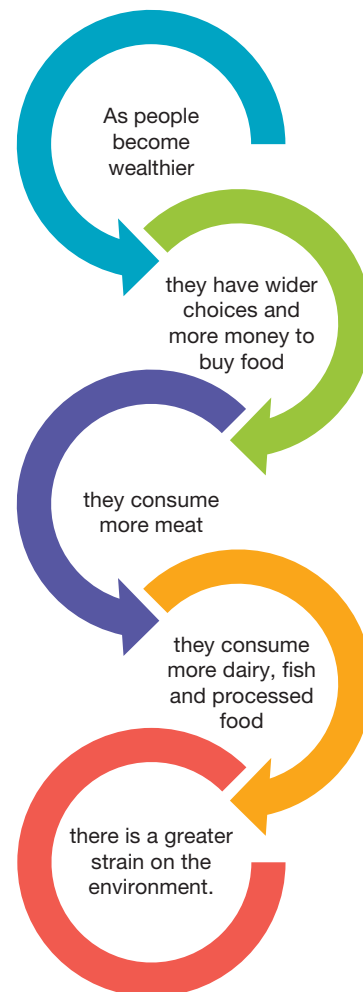 As people
become
wealthier
they have wider
choices and
more money to
buy food
they consume
more meat
they consume
more dairy, fish
and processed
food
there is a greater
strain on the
environment.